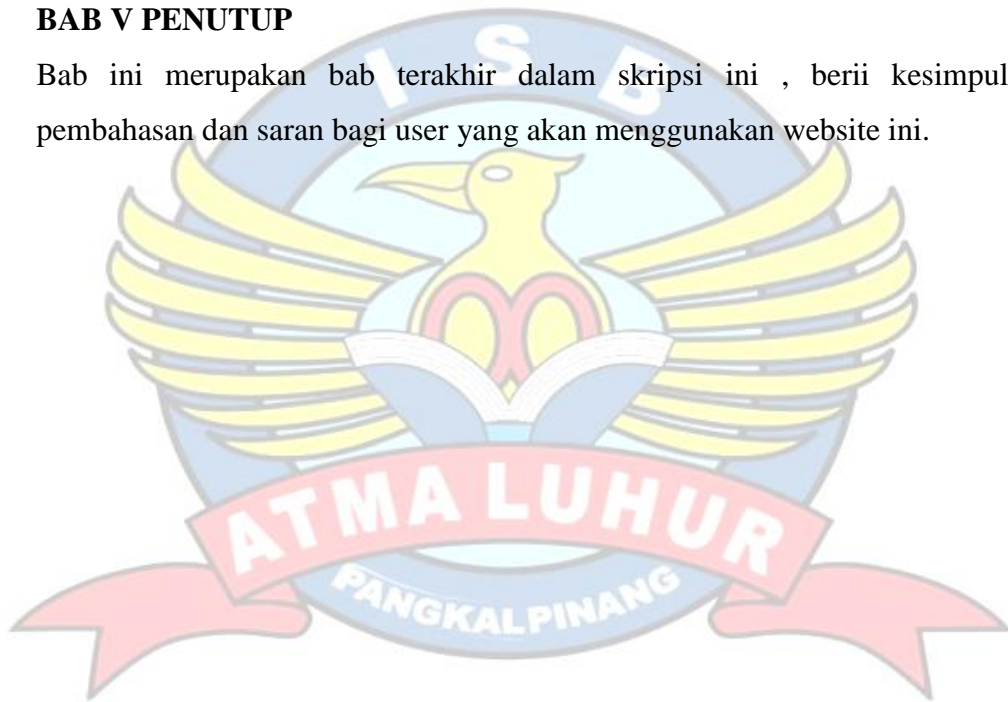 BAB V PENUTUP
Bab ini merupakan bab terakhir dalam skripsi ini , berii kesimpul
pembahasan dan saran bagi user yang akan menggunakan website ini.
I S B
ATMA LUHUR
PANGKALPINANG